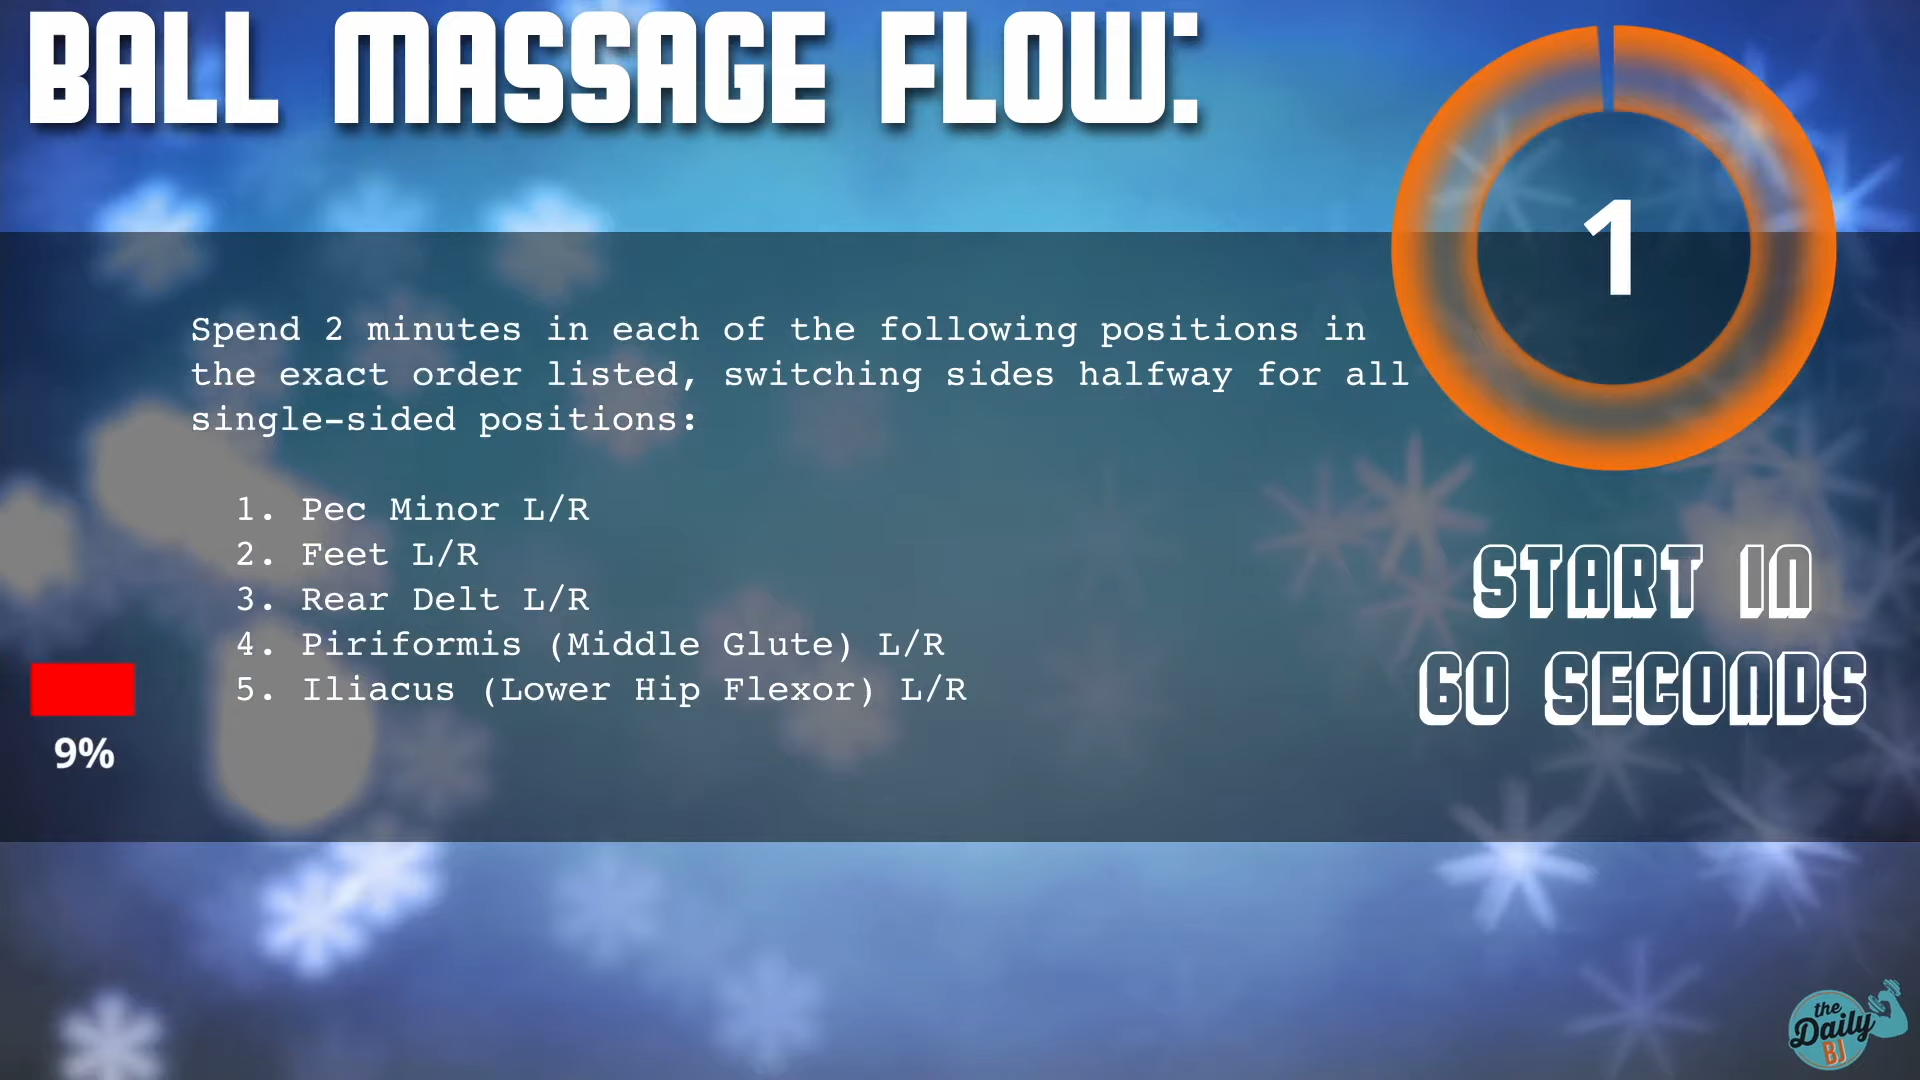 BALL MASSAGE FLOW:
1
Spend 2 minutes in each of the following positions in
the exact order listed, switching sides halfway for all
single-sided positions:
1. Pec Minor L/R
2. Feet L/R
3. Rear Delt L/R
4. Piriformis (Middle Glute) L/R
5. Iliacus (Lower Hip Flexor) L/R
START IN
60 SECONDS
9%
the
Daily
BJ